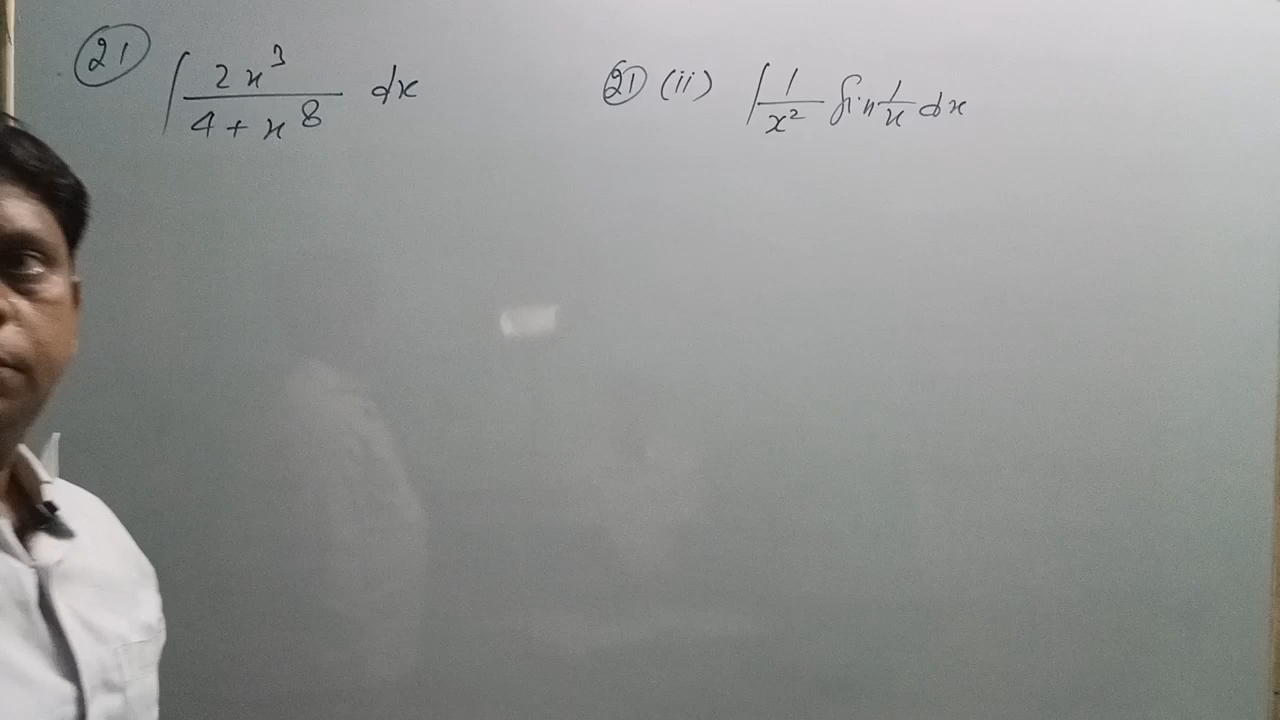 21 ∫ 2x³/(4 + x⁸) dx
21 (ii) ∫ 1/x² Sin 1/x dx